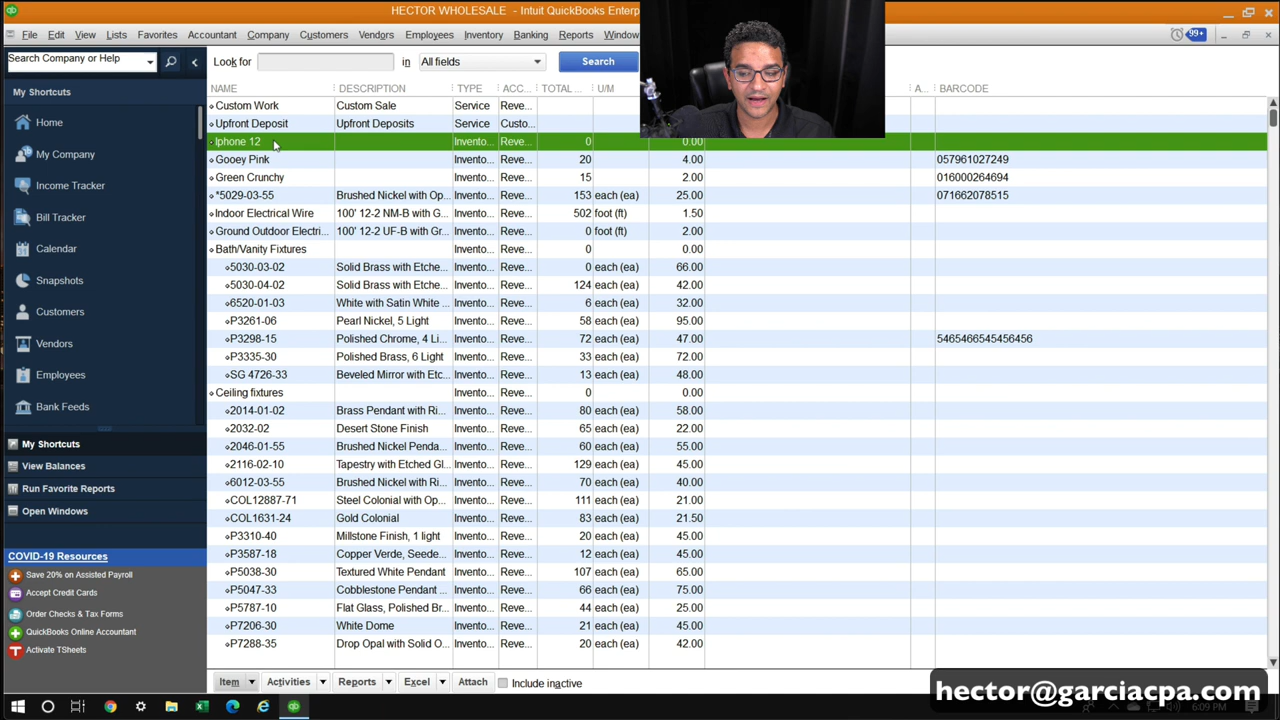 HECTOR WHOLESALE - Intuit QuickBooks Enterp
File Edit View Lists Favorites Accountant Company Customers Vendors Employees Inventory Banking Reports Window
99+
Search Company or Help
Look for in All fields Search
My Shortcuts
NAME DESCRIPTION TYPE ACC... TOTAL ... U/M A... BARCODE
Custom Work Custom Sale Service Reve...
Upfront Deposit Upfront Deposits Service Custo...
Iphone 12 Invento... Reve... 0 0.00
Gooey Pink Invento... Reve... 20 4.00 057961027249
Green Crunchy Invento... Reve... 15 2.00 016000264694
*5029-03-55 Brushed Nickel with Op... Invento... Reve... 153 each (ea) 25.00 071662078515
Indoor Electrical Wire 100' 12-2 NM-B with G... Invento... Reve... 502 foot (ft) 1.50
Ground Outdoor Electri... 100' 12-2 UF-B with Gr... Invento... Reve... 0 foot (ft) 2.00
Bath/Vanity Fixtures Invento... Reve... 0 0.00
5030-03-02 Solid Brass with Etche... Invento... Reve... 0 each (ea) 66.00
5030-04-02 Solid Brass with Etche... Invento... Reve... 124 each (ea) 42.00
6520-01-03 White with Satin White ... Invento... Reve... 6 each (ea) 32.00
P3261-06 Pearl Nickel, 5 Light Invento... Reve... 58 each (ea) 95.00
P3298-15 Polished Chrome, 4 Li... Invento... Reve... 72 each (ea) 47.00 5465466545456456
P3335-30 Polished Brass, 6 Light Invento... Reve... 33 each (ea) 72.00
SG 4726-33 Beveled Mirror with Etc... Invento... Reve... 13 each (ea) 48.00
Ceiling fixtures Invento... Reve... 0 0.00
2014-01-02 Brass Pendant with Ri... Invento... Reve... 80 each (ea) 58.00
2032-02 Desert Stone Finish Invento... Reve... 65 each (ea) 22.00
2046-01-55 Brushed Nickel Penda... Invento... Reve... 60 each (ea) 55.00
2116-02-10 Tapestry with Etched Gl... Invento... Reve... 129 each (ea) 45.00
6012-03-55 Brushed Nickel with Ri... Invento... Reve... 70 each (ea) 40.00
COL12887-71 Steel Colonial with Op... Invento... Reve... 111 each (ea) 21.00
COL1631-24 Gold Colonial Invento... Reve... 83 each (ea) 21.50
P3310-40 Millstone Finish, 1 light Invento... Reve... 20 each (ea) 45.00
P3587-18 Copper Verde, Seede... Invento... Reve... 12 each (ea) 45.00
P5038-30 Textured White Pendant Invento... Reve... 107 each (ea) 65.00
P5047-33 Cobblestone Pendant ... Invento... Reve... 66 each (ea) 75.00
P5787-10 Flat Glass, Polished Br... Invento... Reve... 44 each (ea) 25.00
P7206-30 White Dome Invento... Reve... 21 each (ea) 45.00
P7288-35 Drop Opal with Solid O... Invento... Reve... 20 each (ea) 42.00
Home
My Company
Income Tracker
Bill Tracker
Calendar
Snapshots
Customers
Vendors
Employees
Bank Feeds
My Shortcuts
View Balances
Run Favorite Reports
Open Windows
COVID-19 Resources
Save 20% on Assisted Payroll
Accept Credit Cards
Order Checks & Tax Forms
QuickBooks Online Accountant
Activate TSheets
Item Activities Reports Excel Attach Include inactive
hector@garciacpa.com
6:09 PM